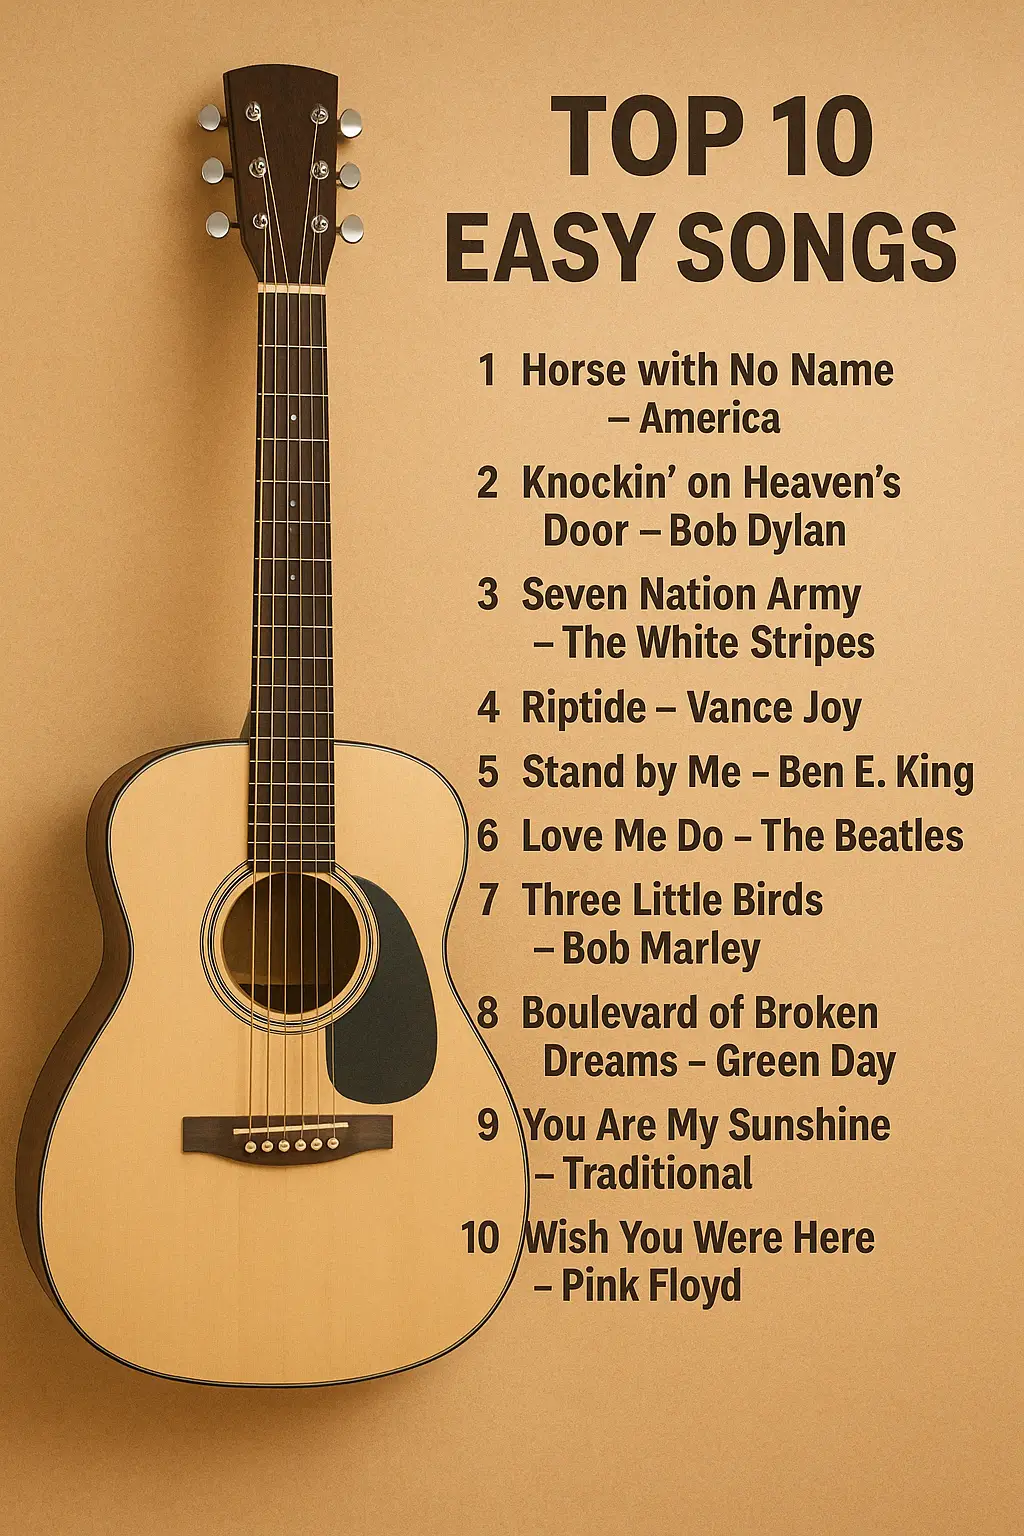 TOP 10
EASY SONGS
1 Horse with No Name
– America
2 Knockin’ on Heaven’s
Door – Bob Dylan
3 Seven Nation Army
– The White Stripes
4 Riptide – Vance Joy
5 Stand by Me – Ben E. King
6 Love Me Do – The Beatles
7 Three Little Birds
– Bob Marley
8 Boulevard of Broken
Dreams – Green Day
9 You Are My Sunshine
– Traditional
10 Wish You Were Here
– Pink Floyd